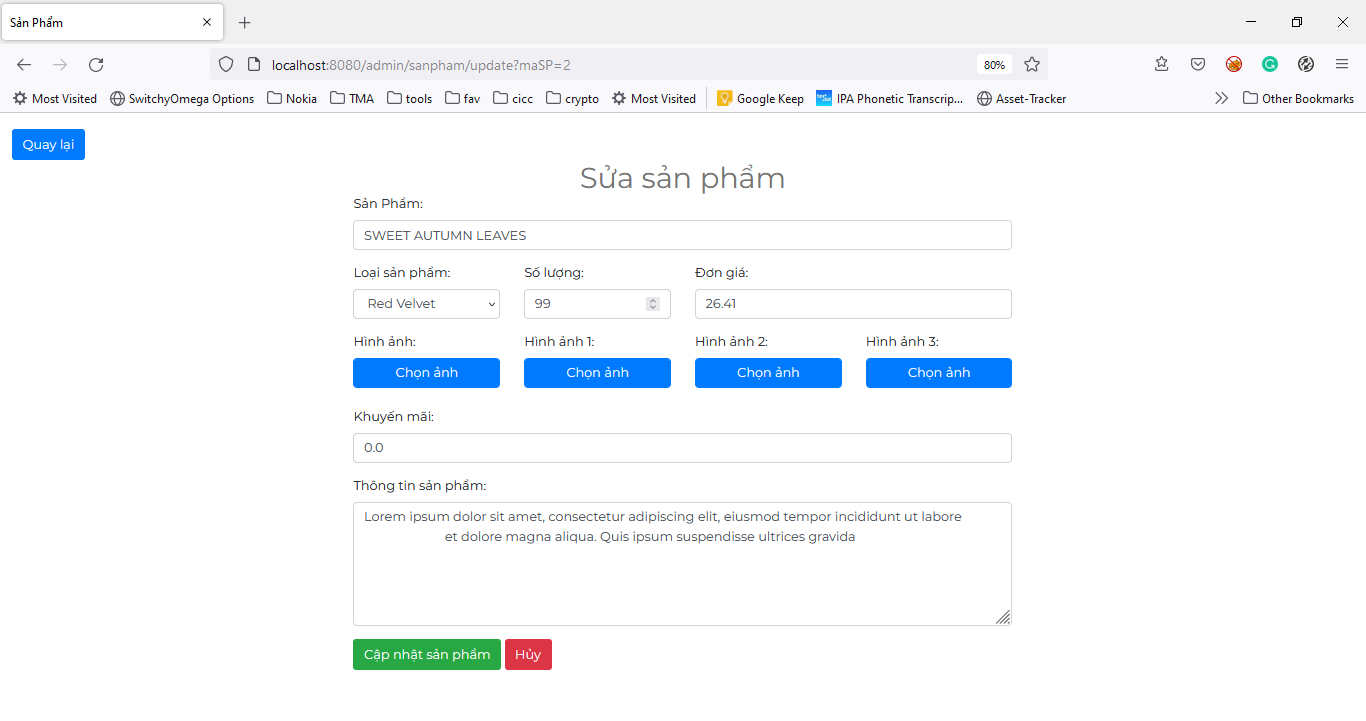 Sản Phẩm
localhost:8080/admin/sanpham/update?maSP=2
80%
Most Visited SwitchyOmega Options Nokia TMA tools fav cicc crypto Most Visited Google Keep IPA Phonetic Transcrip... Asset-Tracker Other Bookmarks
Quay lại
Sửa sản phẩm
Sản Phẩm:
SWEET AUTUMN LEAVES
Loại sản phẩm: Số lượng: Đơn giá:
Red Velvet 99 26.41
Hình ảnh: Hình ảnh 1: Hình ảnh 2: Hình ảnh 3:
Chọn ảnh Chọn ảnh Chọn ảnh Chọn ảnh
Khuyến mãi:
0.0
Thông tin sản phẩm:
Lorem ipsum dolor sit amet, consectetur adipiscing elit, eiusmod tempor incididunt ut labore
et dolore magna aliqua. Quis ipsum suspendisse ultrices gravida
Cập nhật sản phẩm Hủy